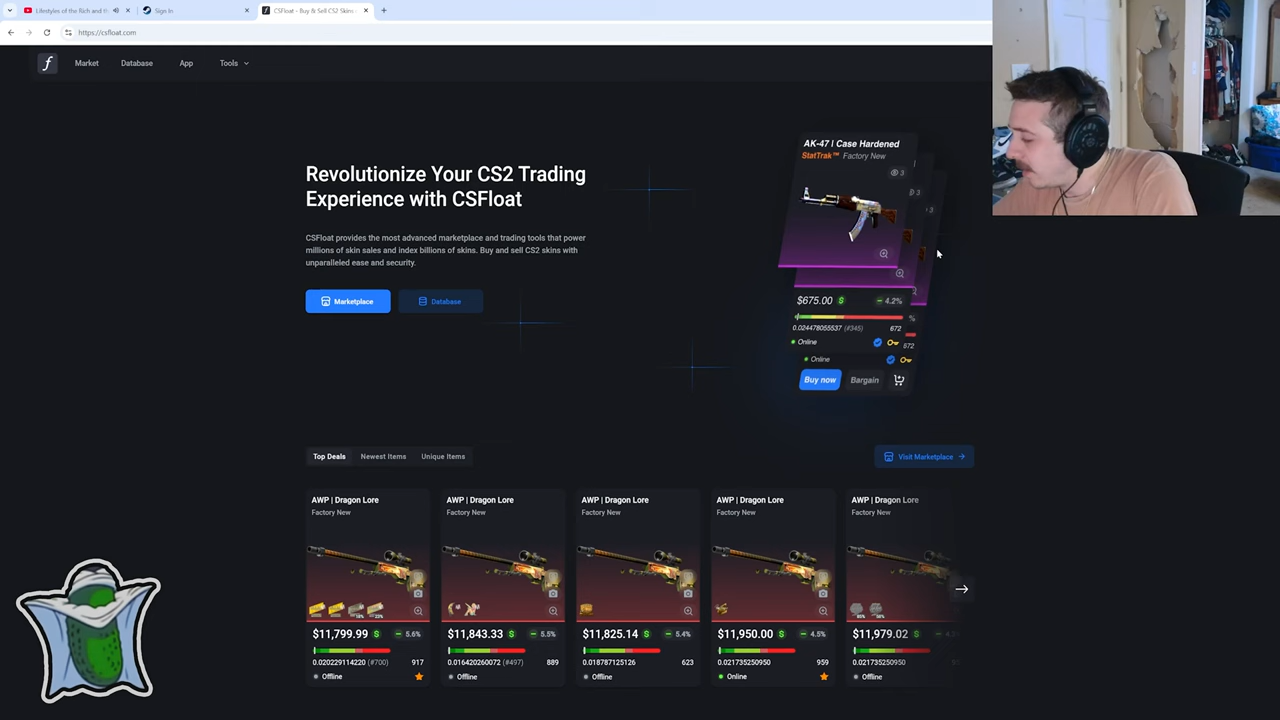 Lifestyles of the Rich and th
Sign In
CSFloat - Buy & Sell CS2 Skins -
https://csfloat.com
f
Market
Database
App
Tools
Revolutionize Your CS2 Trading
Experience with CSFloat
CSFloat provides the most advanced marketplace and trading tools that power
millions of skin sales and index billions of skins. Buy and sell CS2 skins with
unparalleled ease and security.
Marketplace
Database
AK-47 | Case Hardened
StatTrak™ Factory New
3
3
3
$675.00 $ − 4.2%
%
0.024478055537 (#345) 672
Online
672
Online
Buy now
Bargain
Top Deals
Newest Items
Unique Items
Visit Marketplace
AWP | Dragon Lore
Factory New
$11,799.99 $ − 5.6%
0.020229114220 (#700) 917
Offline
AWP | Dragon Lore
Factory New
$11,843.33 $ − 5.5%
0.016420260072 (#497) 889
Offline
AWP | Dragon Lore
Factory New
$11,825.14 $ − 5.4%
0.018787125126 623
Offline
AWP | Dragon Lore
Factory New
$11,950.00 $ − 4.5%
0.021735250950 959
Online
AWP | Dragon Lore
Factory New
$11,979.02 $
0.021735250950
Offline